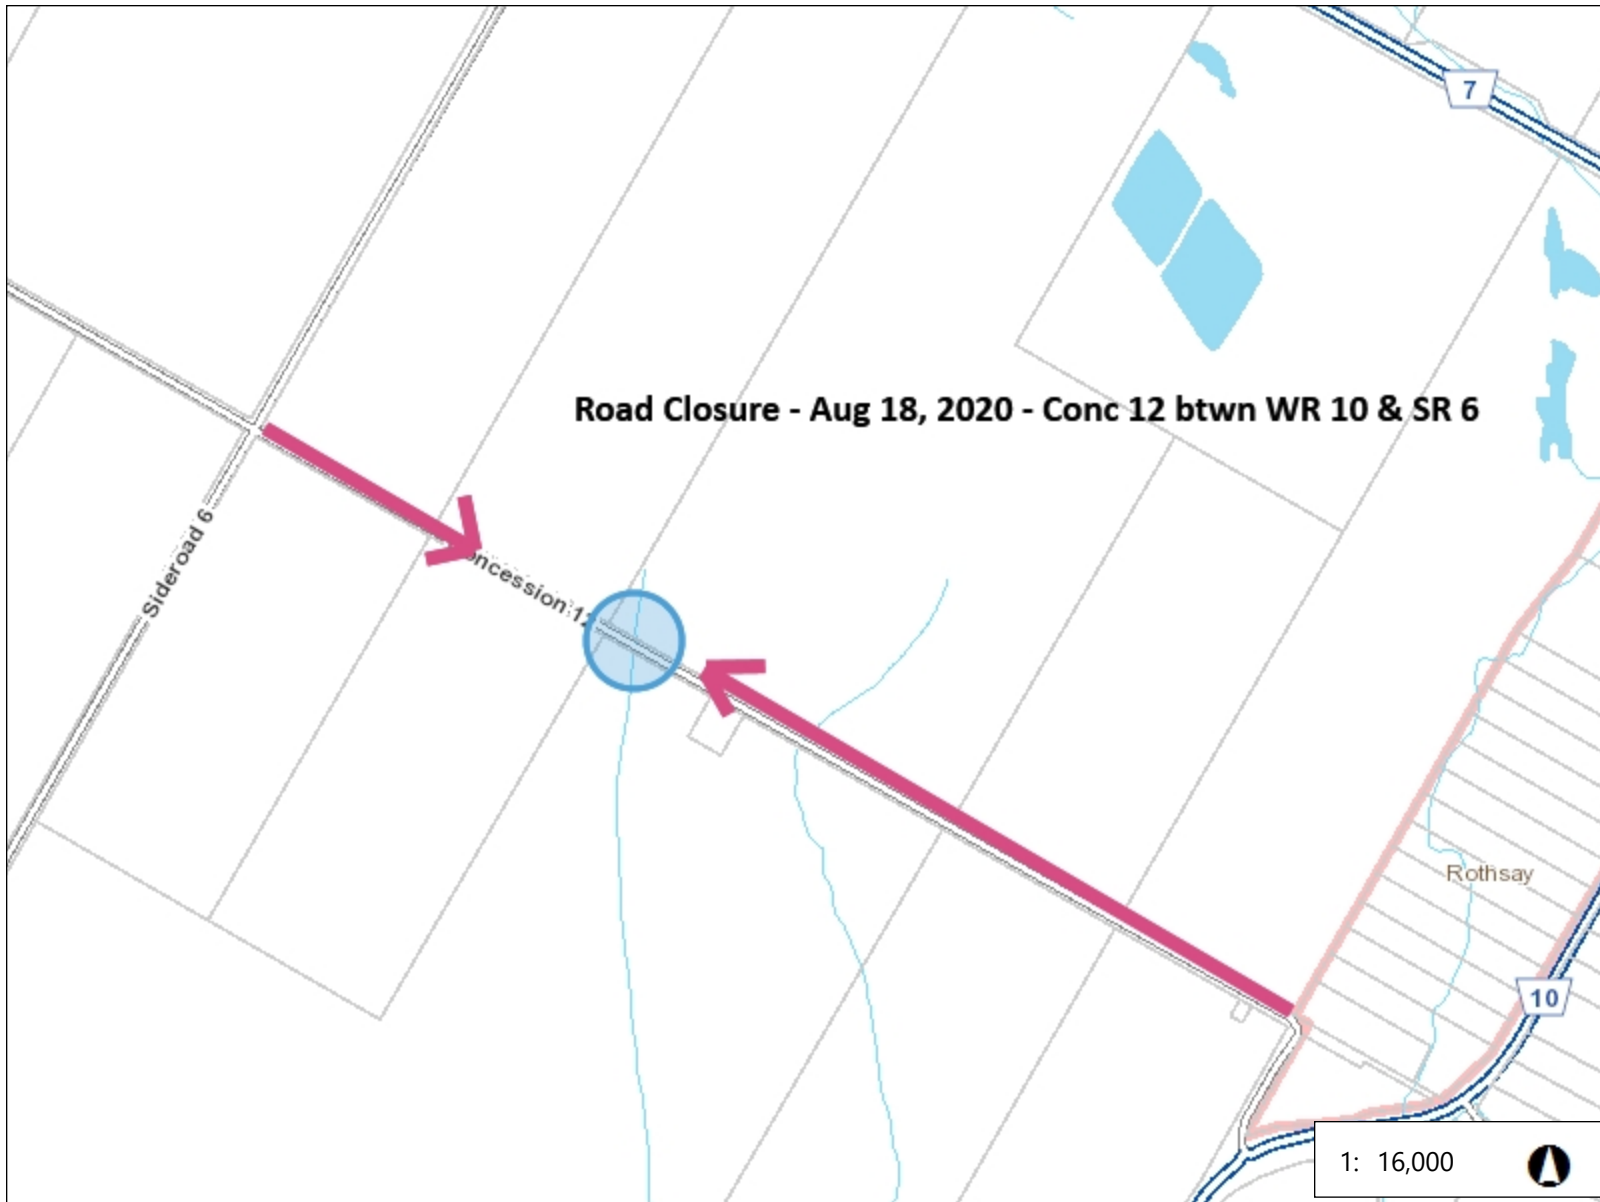 7
Road Closure - Aug 18, 2020 - Conc 12 btwn WR 10 & SR 6
Sideroad 6
oncession 12
Rothsay
10
1: 16,000